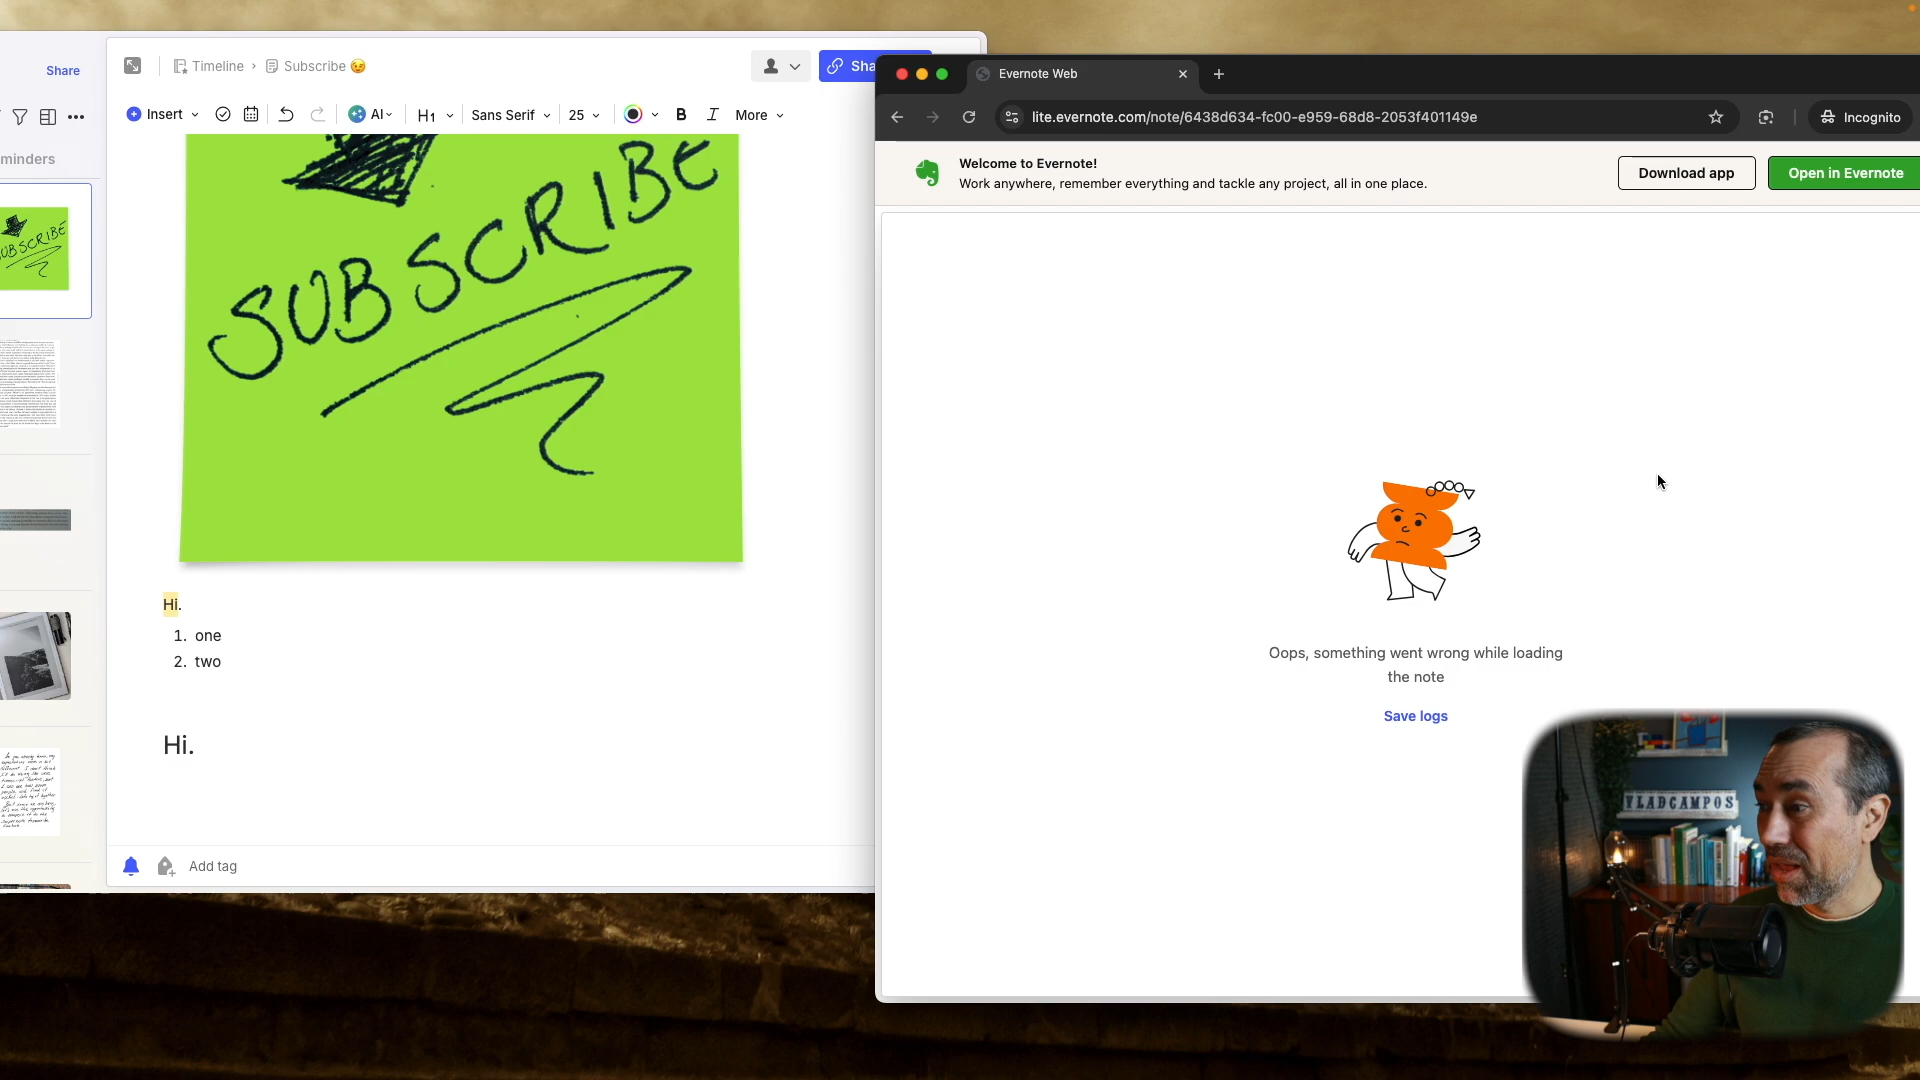 Share
minders
Timeline › Subscribe 😉
Sha
Insert
AI
H1
Sans Serif
25
B
I
More
SUBSCRIBE
SUBSCRIBE
Hi.
1. one
2. two
Hi.
Add tag
Evernote Web
lite.evernote.com/note/6438d634-fc00-e959-68d8-2053f401149e
Incognito
Welcome to Evernote!
Work anywhere, remember everything and tackle any project, all in one place.
Download app
Open in Evernote
Oops, something went wrong while loading
the note
Save logs
VLADCAMPOS